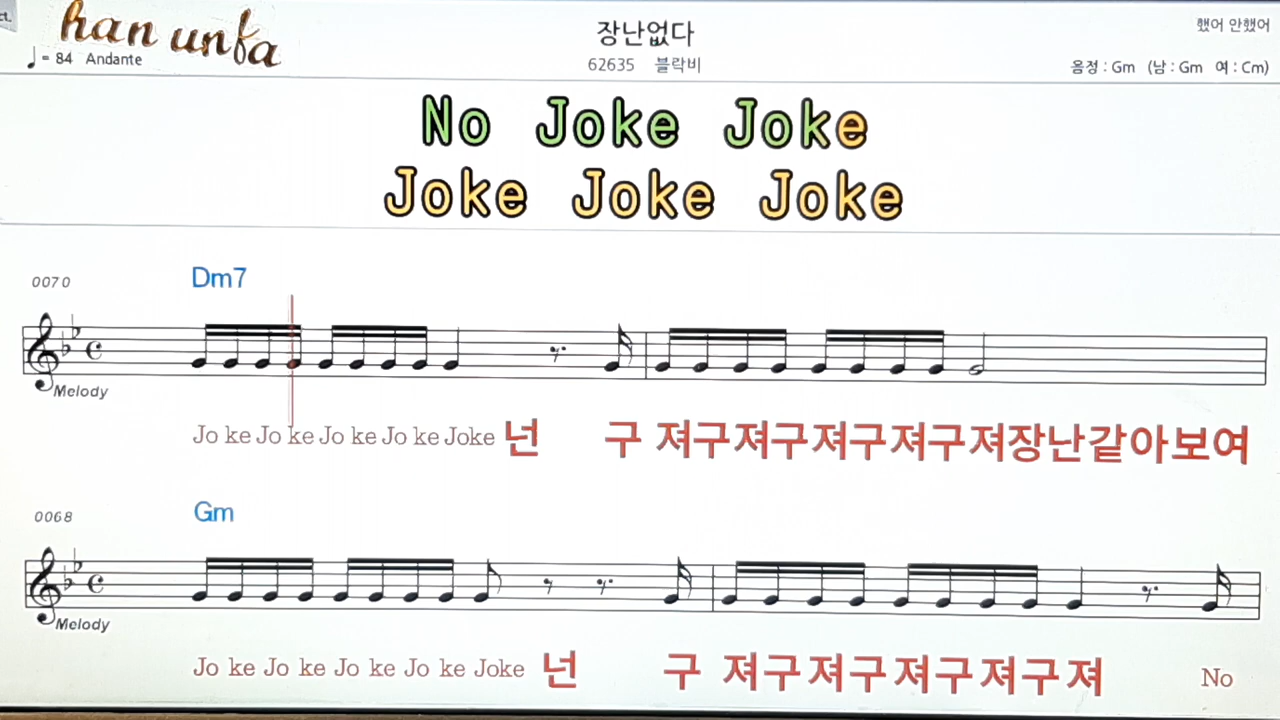 ct.
han unfa
♩ = 84 Andante
장난없다
62635 블락비
했어 안했어
음정 : Gm (남 : Gm 여 : Cm)
No Joke Joke
Joke Joke Joke
0070
Dm7
Melody
Jo ke Jo ke Jo ke Jo ke Joke 넌 구 져구져구져구져구져장난같아보여
0068
Gm
Melody
Jo ke Jo ke Jo ke Jo ke Joke 넌 구 져구져구져구져구져 No